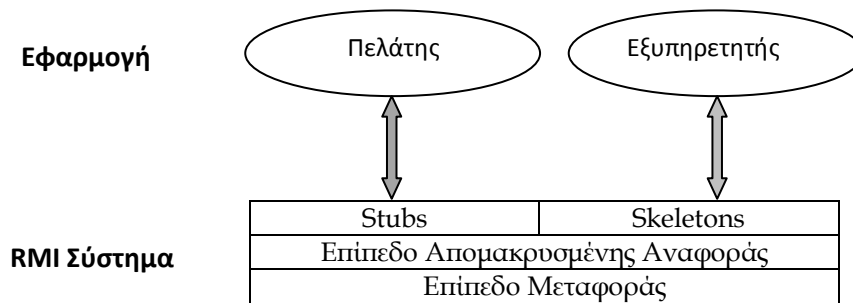 Εφαρμογή
Πελάτης
Εξυπηρετητής
Stubs
Skeletons
RMI Σύστημα
Επίπεδο Απομακρυσμένης Αναφοράς
Επίπεδο Μεταφοράς